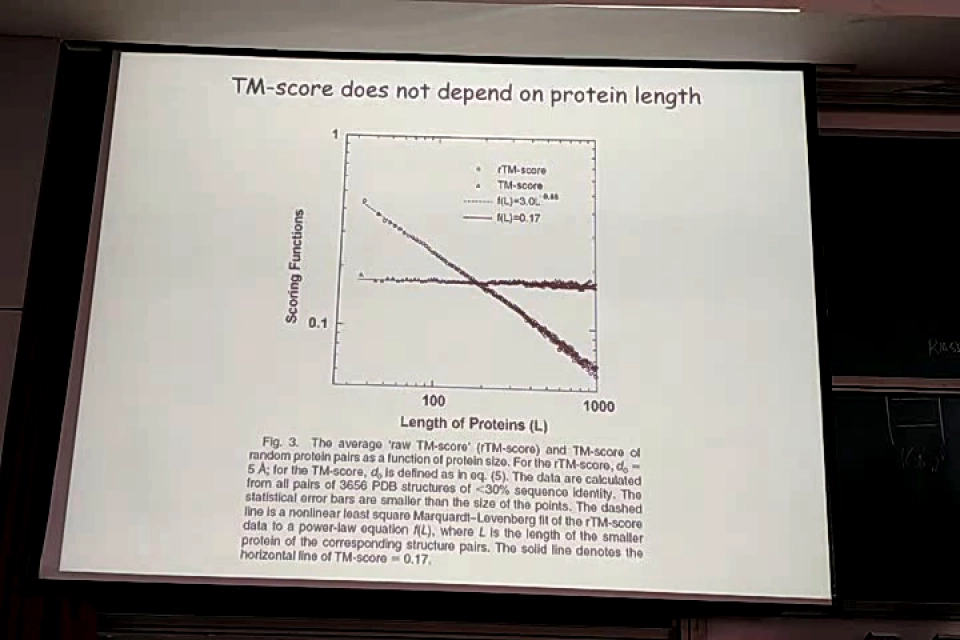 TM-score does not depend on protein length
1
rTM-score
TM-score
f(L)=3.0L
f(L)=0.17
Scoring Functions
0.1
100
1000
Length of Proteins (L)
Fig. 3. The average 'raw TM-score' (rTM-score) and TM-score of
random protein pairs as a function of protein size. For the rTM-score, d₀ =
5 Å; for the TM-score, d₀ is defined as in eq. (5). The data are calculated
from all pairs of 3656 PDB structures of <30% sequence identity. The
statistical error bars are smaller than the size of the points. The dashed
line is a nonlinear least square Marquardt–Levenberg fit of the rTM-score
data to a power-law equation f(L), where L is the length of the smaller
protein of the corresponding structure pairs. The solid line denotes the
horizontal line of TM-score = 0.17.